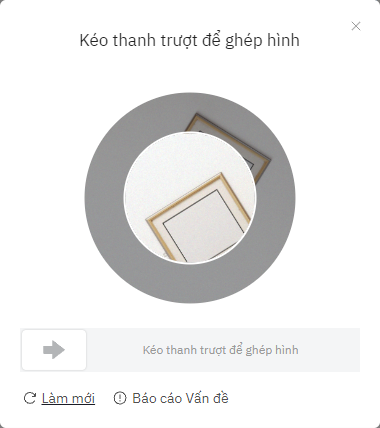 Kéo thanh trượt để ghép hình
Kéo thanh trượt để ghép hình
Làm mới
Báo cáo Vấn đề